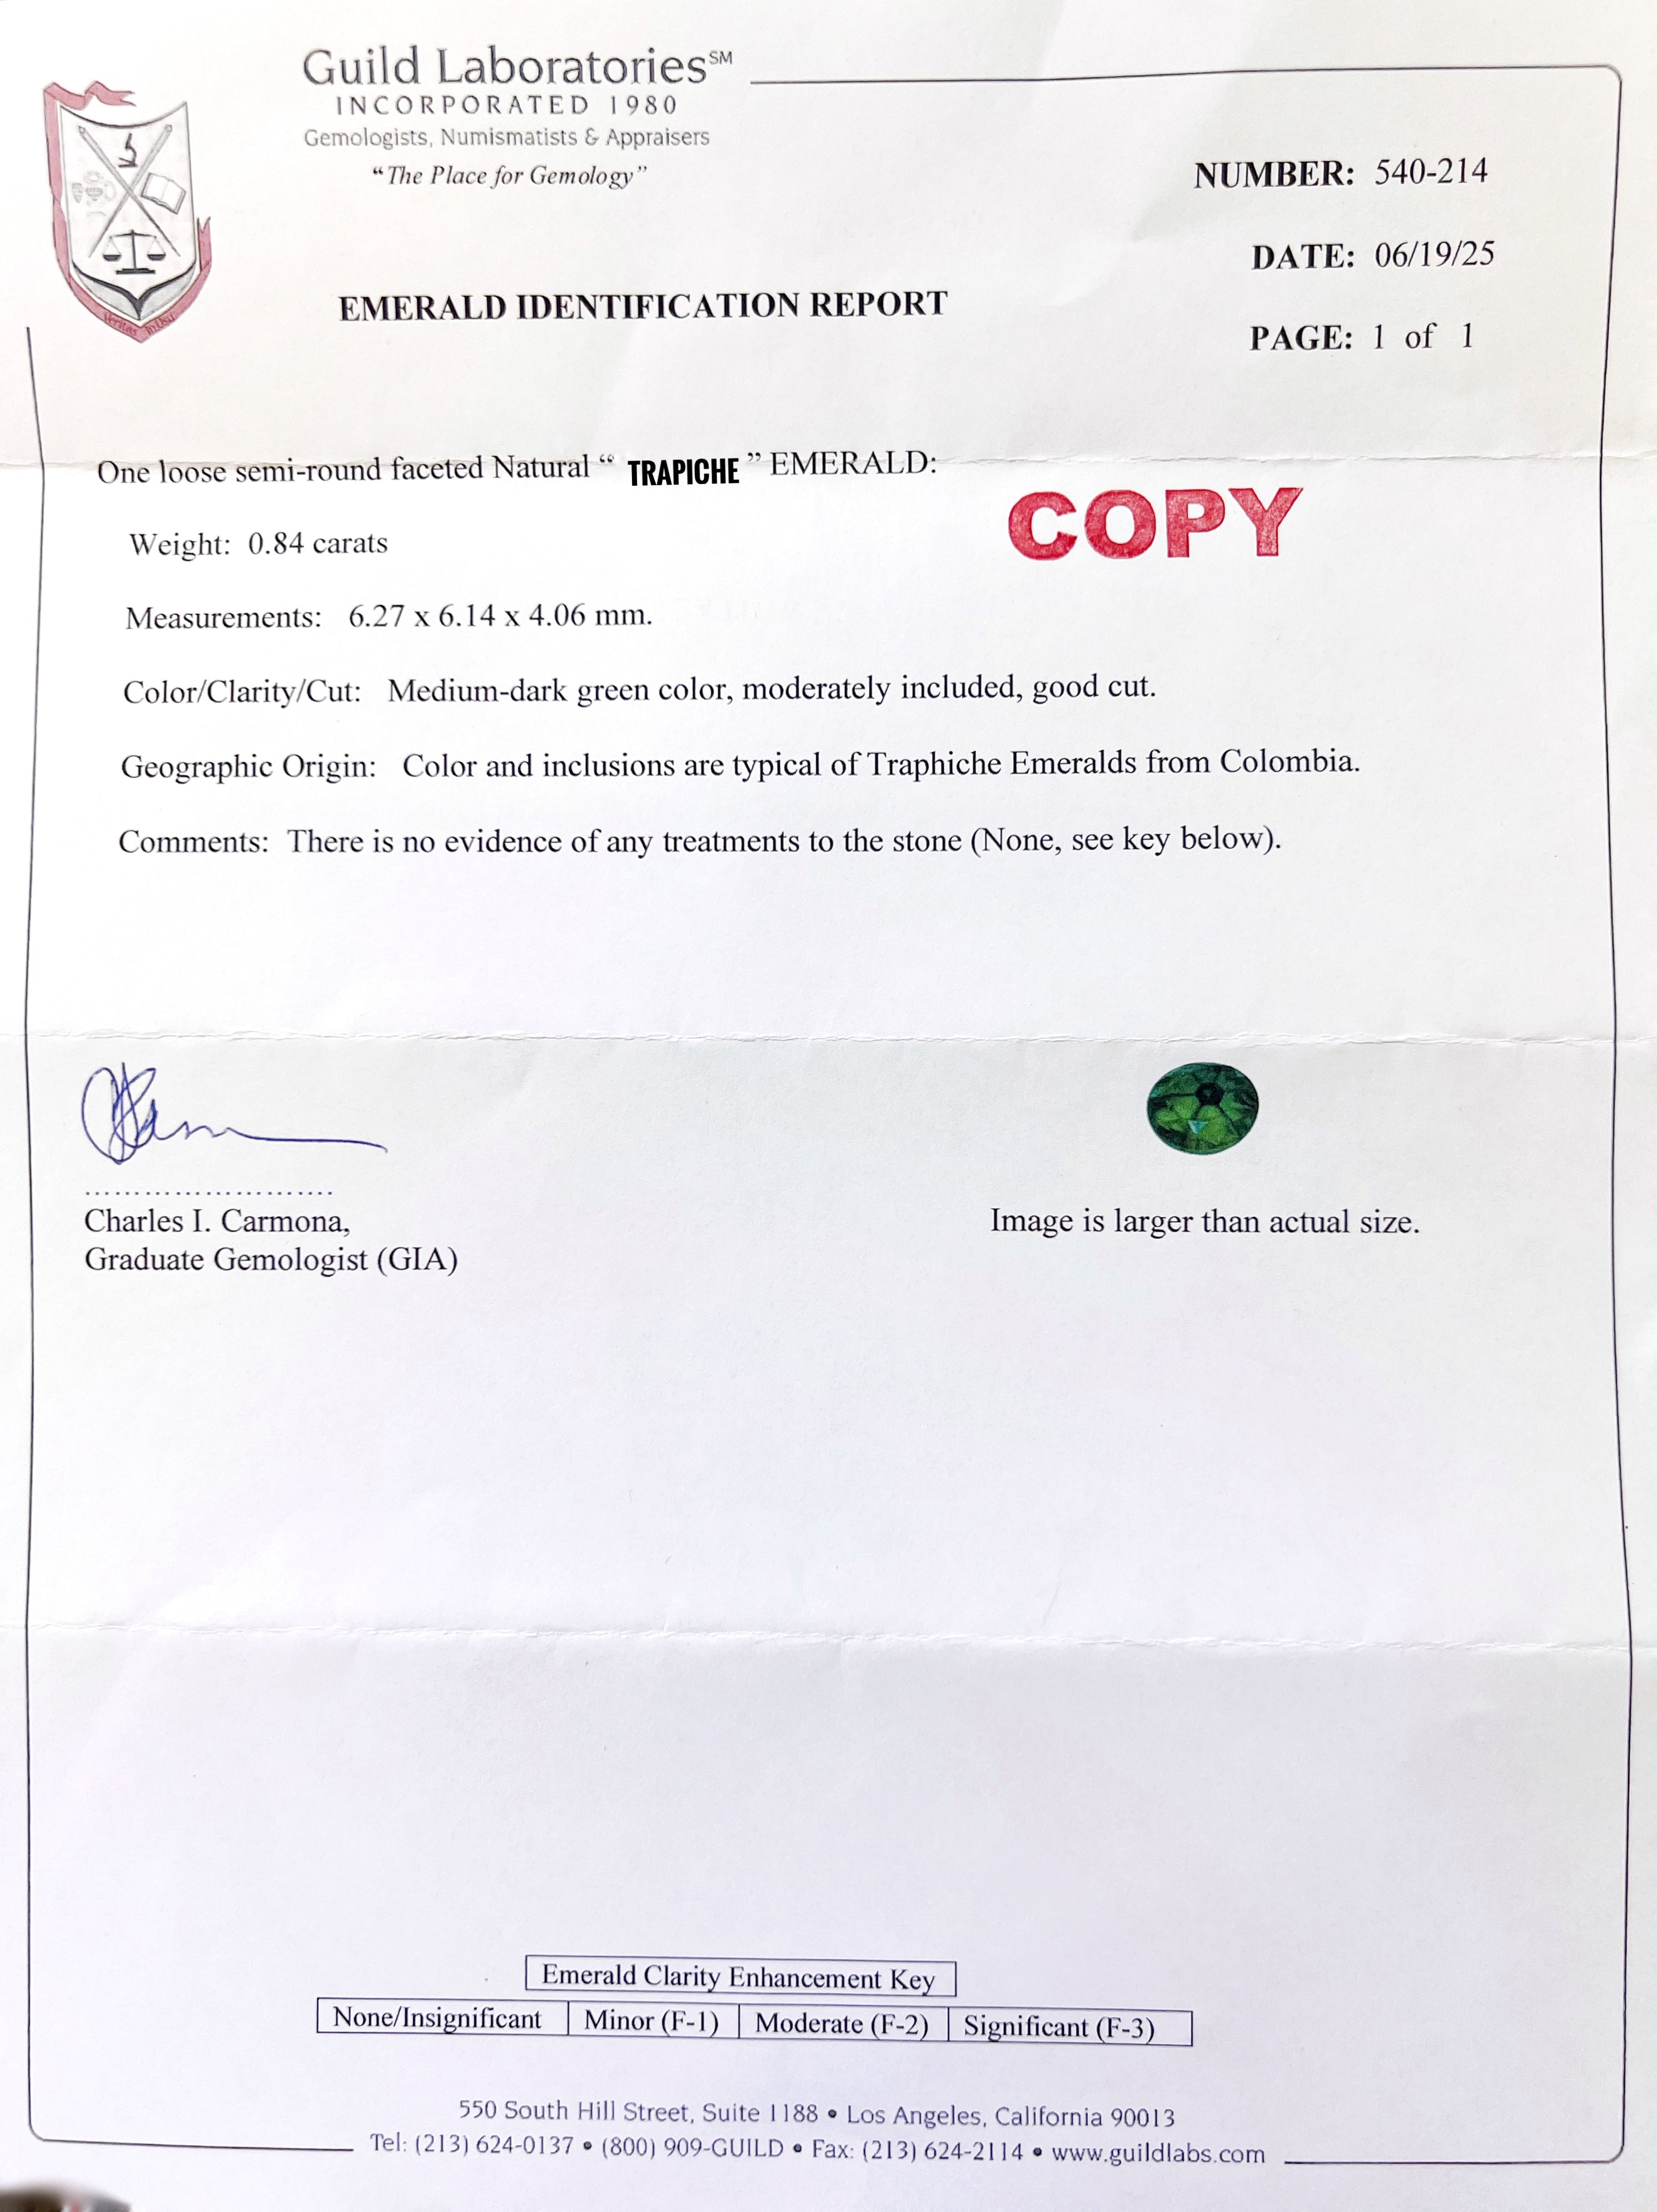 Guild Laboratories℠
INCORPORATED 1980
Gemologists, Numismatists & Appraisers
“The Place for Gemology”
Veritas
NUMBER: 540-214
DATE: 06/19/25
PAGE: 1 of 1
EMERALD IDENTIFICATION REPORT
One loose semi-round faceted Natural “ TRAPICHE ” EMERALD:
COPY
Weight: 0.84 carats
Measurements: 6.27 x 6.14 x 4.06 mm.
Color/Clarity/Cut: Medium-dark green color, moderately included, good cut.
Geographic Origin: Color and inclusions are typical of Traphiche Emeralds from Colombia.
Comments: There is no evidence of any treatments to the stone (None, see key below).
Charles I. Carmona,
Graduate Gemologist (GIA)
Image is larger than actual size.
Emerald Clarity Enhancement Key
None/Insignificant Minor (F-1) Moderate (F-2) Significant (F-3)
550 South Hill Street, Suite 1188 • Los Angeles, California 90013
Tel: (213) 624-0137 • (800) 909-GUILD • Fax: (213) 624-2114 • www.guildlabs.com